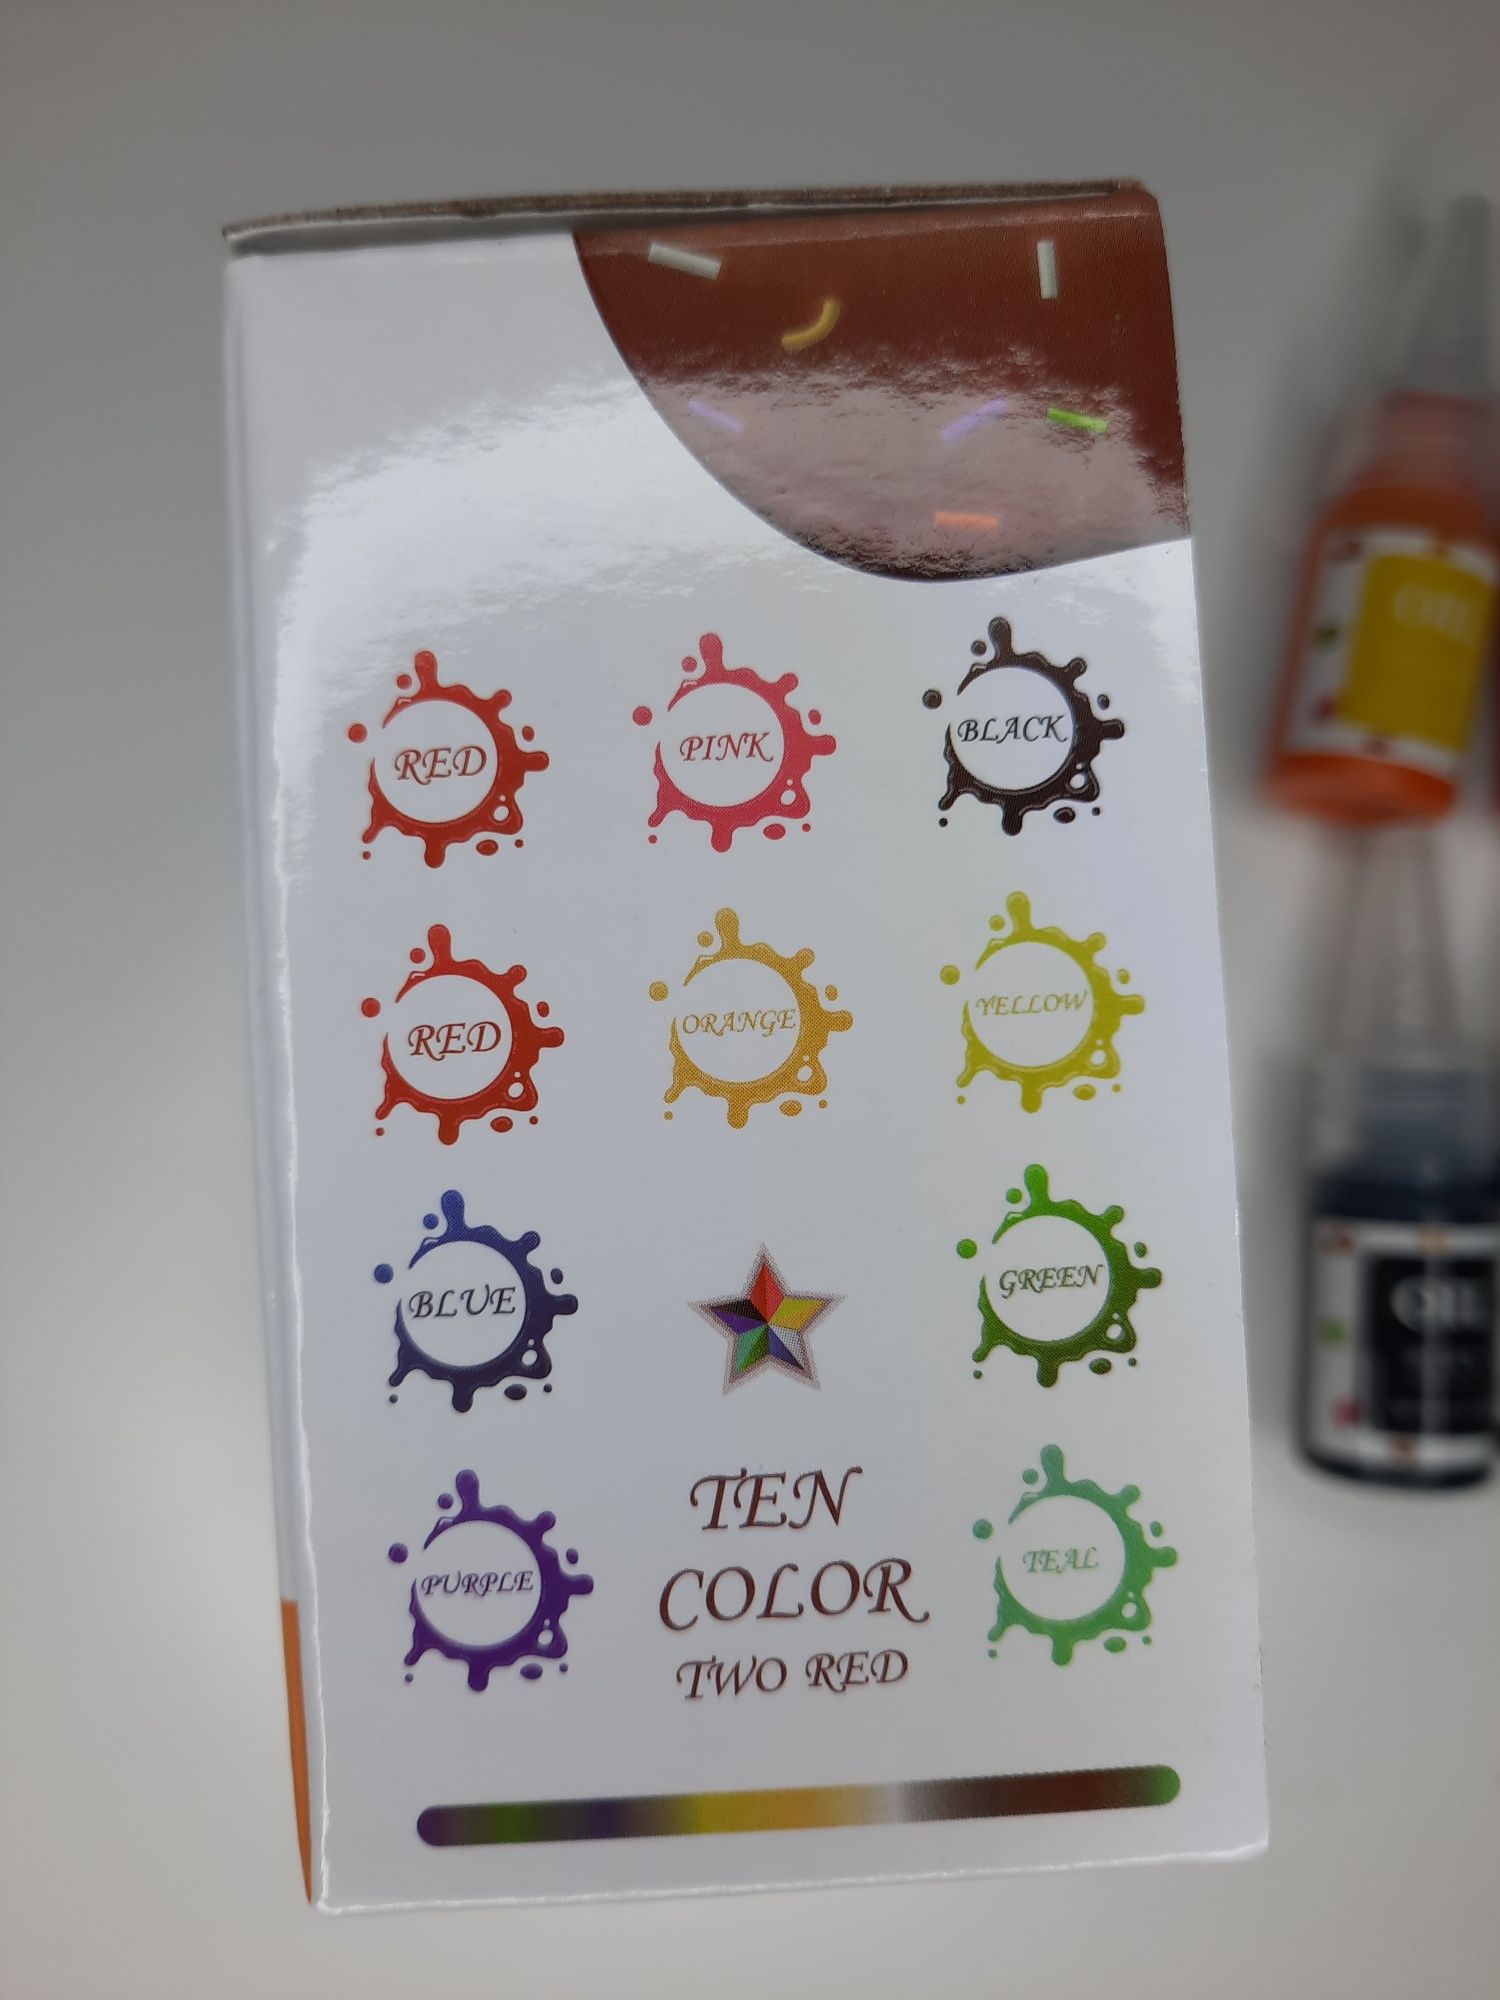 RED
PINK
BLACK
RED
ORANGE
YELLOW
BLUE
GREEN
PURPLE
TEN
COLOR
TWO RED
TEAL